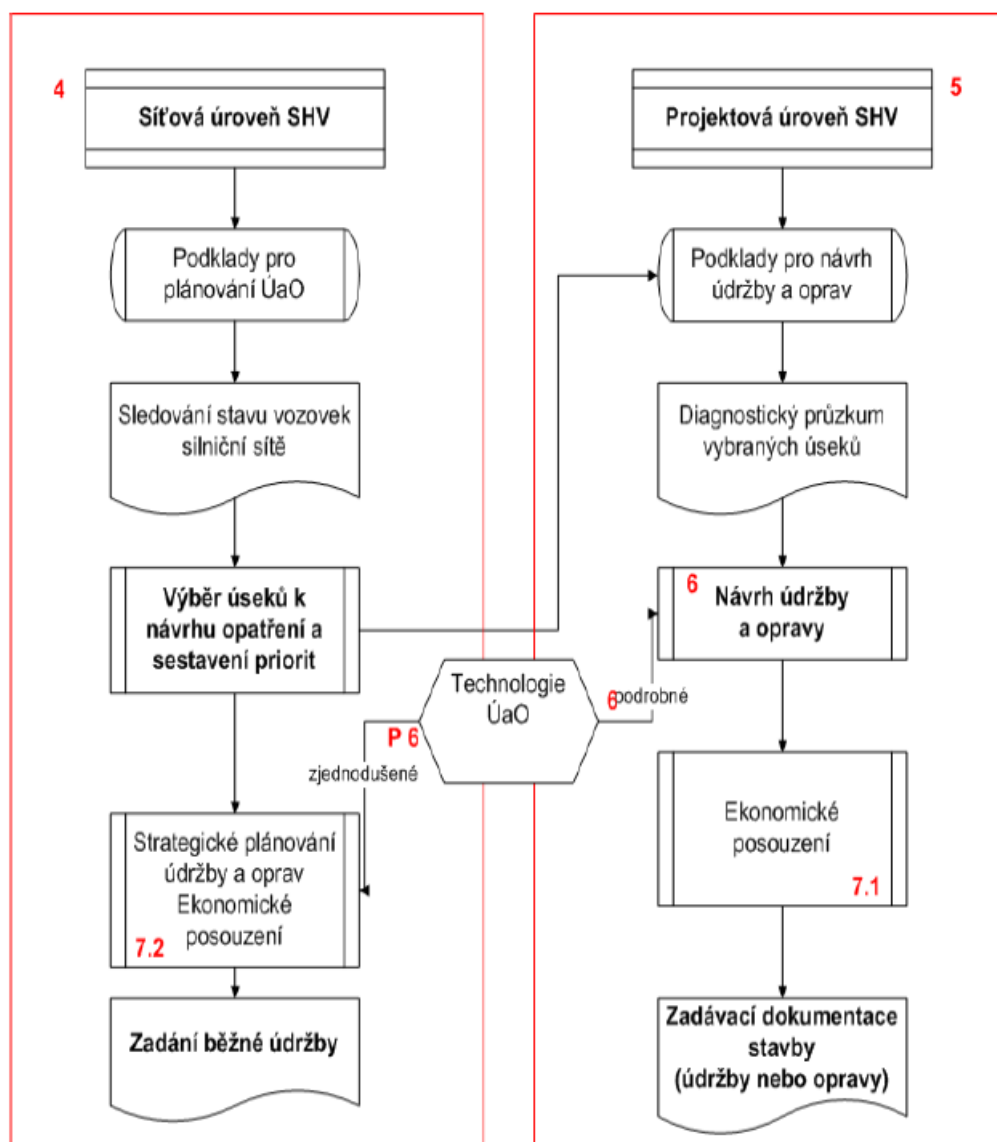 4
Síťová úroveň SHV
Podklady pro
plánování ÚaO
Sledování stavu vozovek
silniční sítě
Výběr úseků k
návrhu opatření a
sestavení priorit
Strategické plánování
údržby a oprav
Ekonomické
posouzení
7.2
Zadání běžné údržby
Technologie
ÚaO
P 6
zjednodušené
6
podrobné
5
Projektová úroveň SHV
Podklady pro návrh
údržby a oprav
Diagnostický průzkum
vybraných úseků
6
Návrh údržby
a opravy
Ekonomické
posouzení
7.1
Zadávací dokumentace
stavby
(údržby nebo opravy)